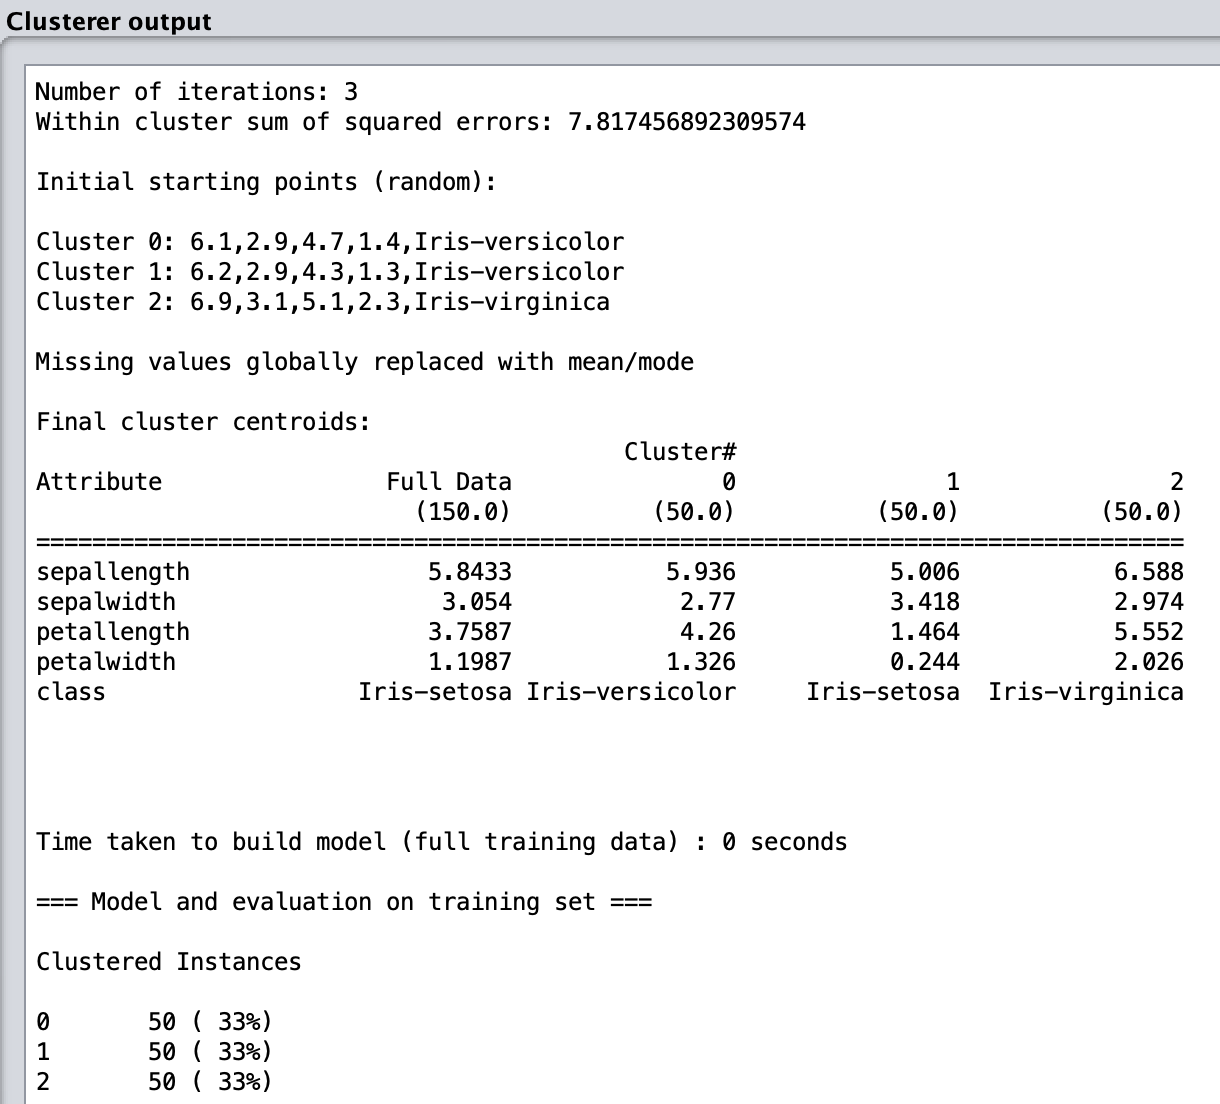 Clusterer output
Number of iterations: 3
Within cluster sum of squared errors: 7.817456892309574
Initial starting points (random):
Cluster 0: 6.1,2.9,4.7,1.4,Iris-versicolor
Cluster 1: 6.2,2.9,4.3,1.3,Iris-versicolor
Cluster 2: 6.9,3.1,5.1,2.3,Iris-virginica
Missing values globally replaced with mean/mode
Final cluster centroids:
Cluster#
Attribute Full Data 0 1 2
(150.0) (50.0) (50.0) (50.0)
==================================================================================
sepallength 5.8433 5.936 5.006 6.588
sepalwidth 3.054 2.77 3.418 2.974
petallength 3.7587 4.26 1.464 5.552
petalwidth 1.1987 1.326 0.244 2.026
class Iris-setosa Iris-versicolor Iris-setosa Iris-virginica
Time taken to build model (full training data) : 0 seconds
=== Model and evaluation on training set ===
Clustered Instances
0 50 ( 33%)
1 50 ( 33%)
2 50 ( 33%)